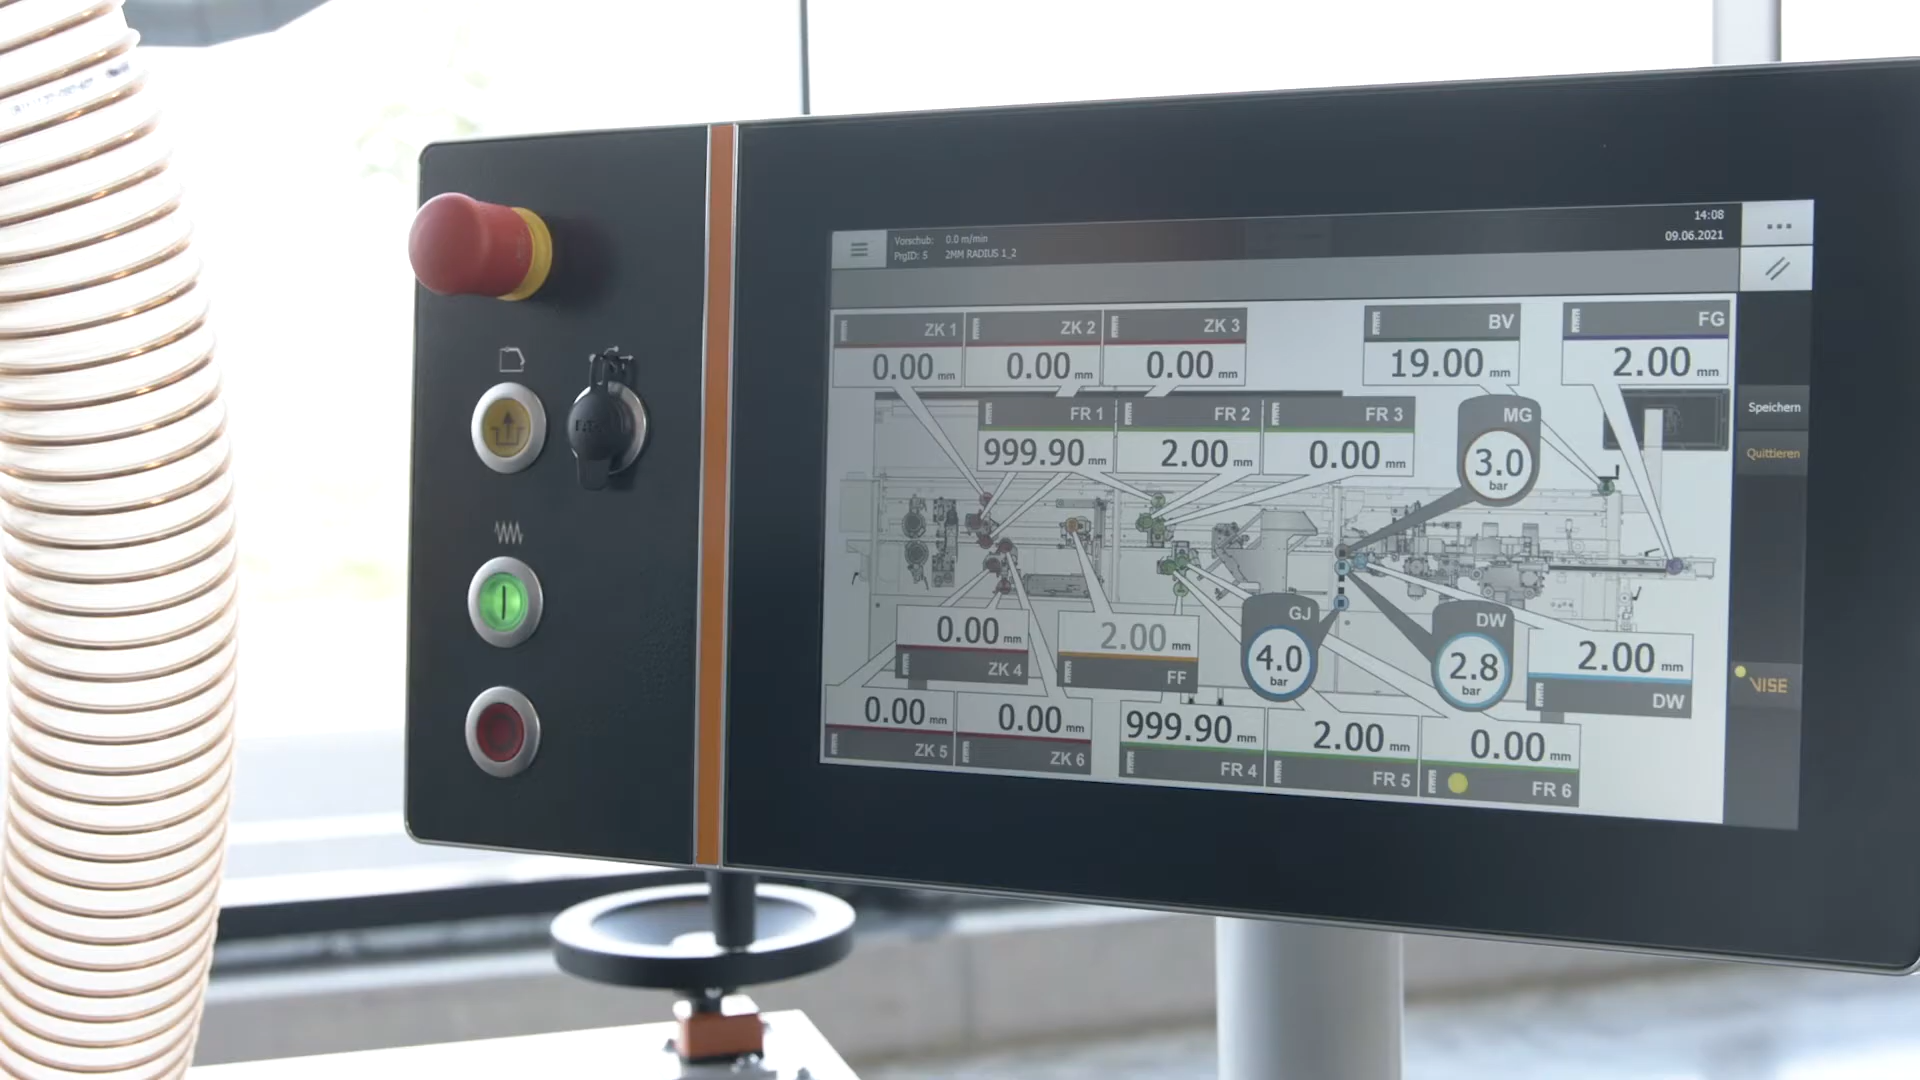 14:08
Vorschub: 0.0 m/min
09.06.2021
PrgID: 5 2MM RADIUS 1_2
ZK 1
0.00 mm
ZK 2
0.00 mm
ZK 3
0.00 mm
BV
19.00 mm
FG
2.00 mm
FR 1
999.90 mm
FR 2
2.00 mm
FR 3
0.00 mm
MG
3.0
bar
Speichern
Quittieren
0.00 mm
ZK 4
2.00 mm
FF
GJ
4.0
bar
DW
2.8
bar
2.00 mm
DW
VISE
0.00 mm
ZK 5
0.00 mm
ZK 6
999.90 mm
FR 4
2.00 mm
FR 5
0.00 mm
FR 6